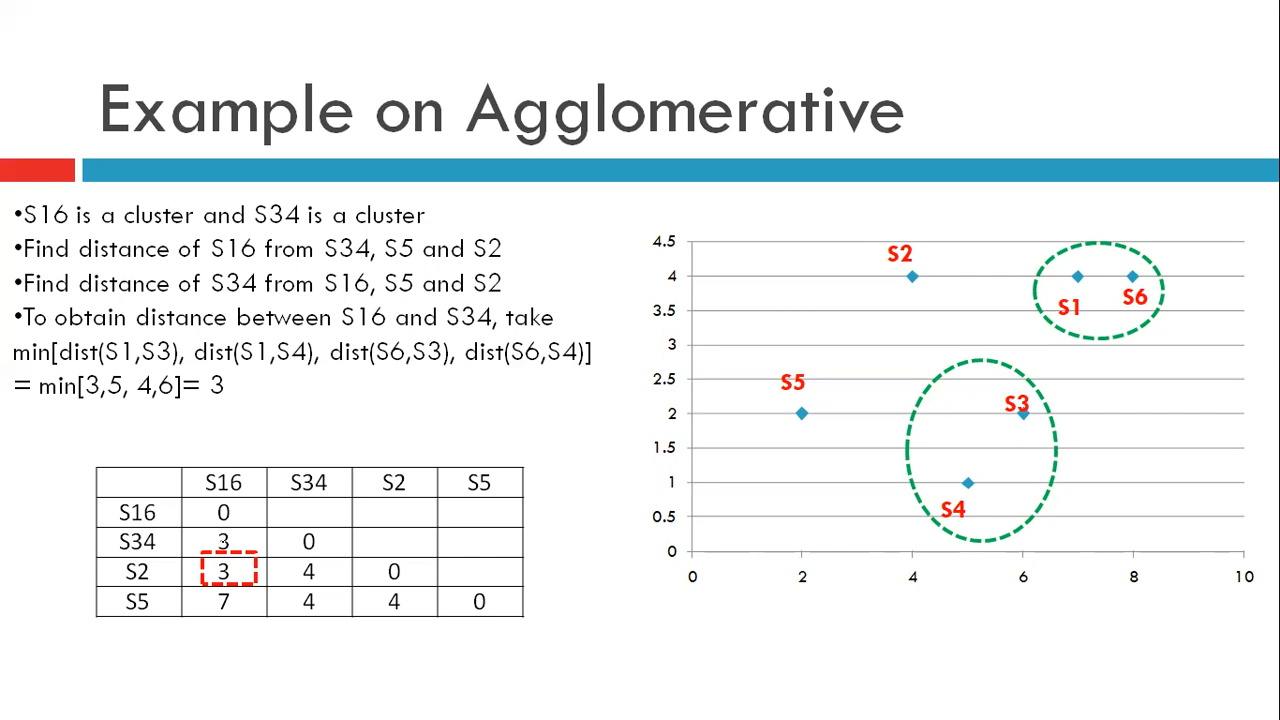 Example on Agglomerative
•S16 is a cluster and S34 is a cluster
•Find distance of S16 from S34, S5 and S2
•Find distance of S34 from S16, S5 and S2
•To obtain distance between S16 and S34, take
min[dist(S1,S3), dist(S1,S4), dist(S6,S3), dist(S6,S4)]
= min[3,5, 4,6]= 3
S16 S34 S2 S5
S16 0
S34 3 0
S2 3 4 0
S5 7 4 4 0
4.5
4
3.5
3
2.5
2
1.5
1
0.5
0
0 2 4 6 8 10
S2
S1
S6
S5
S3
S4